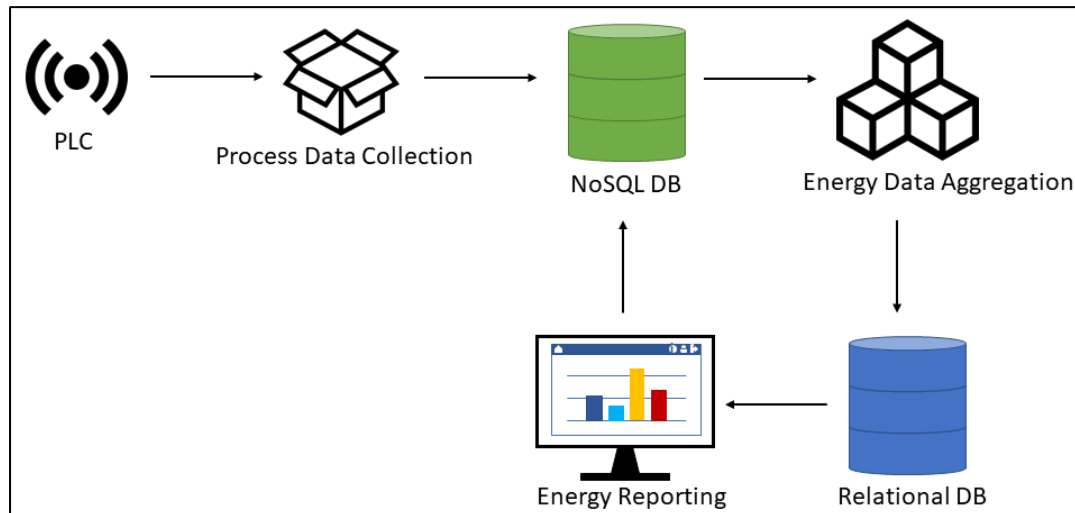 PLC
Process Data Collection
NoSQL DB
Energy Data Aggregation
Energy Reporting
Relational DB